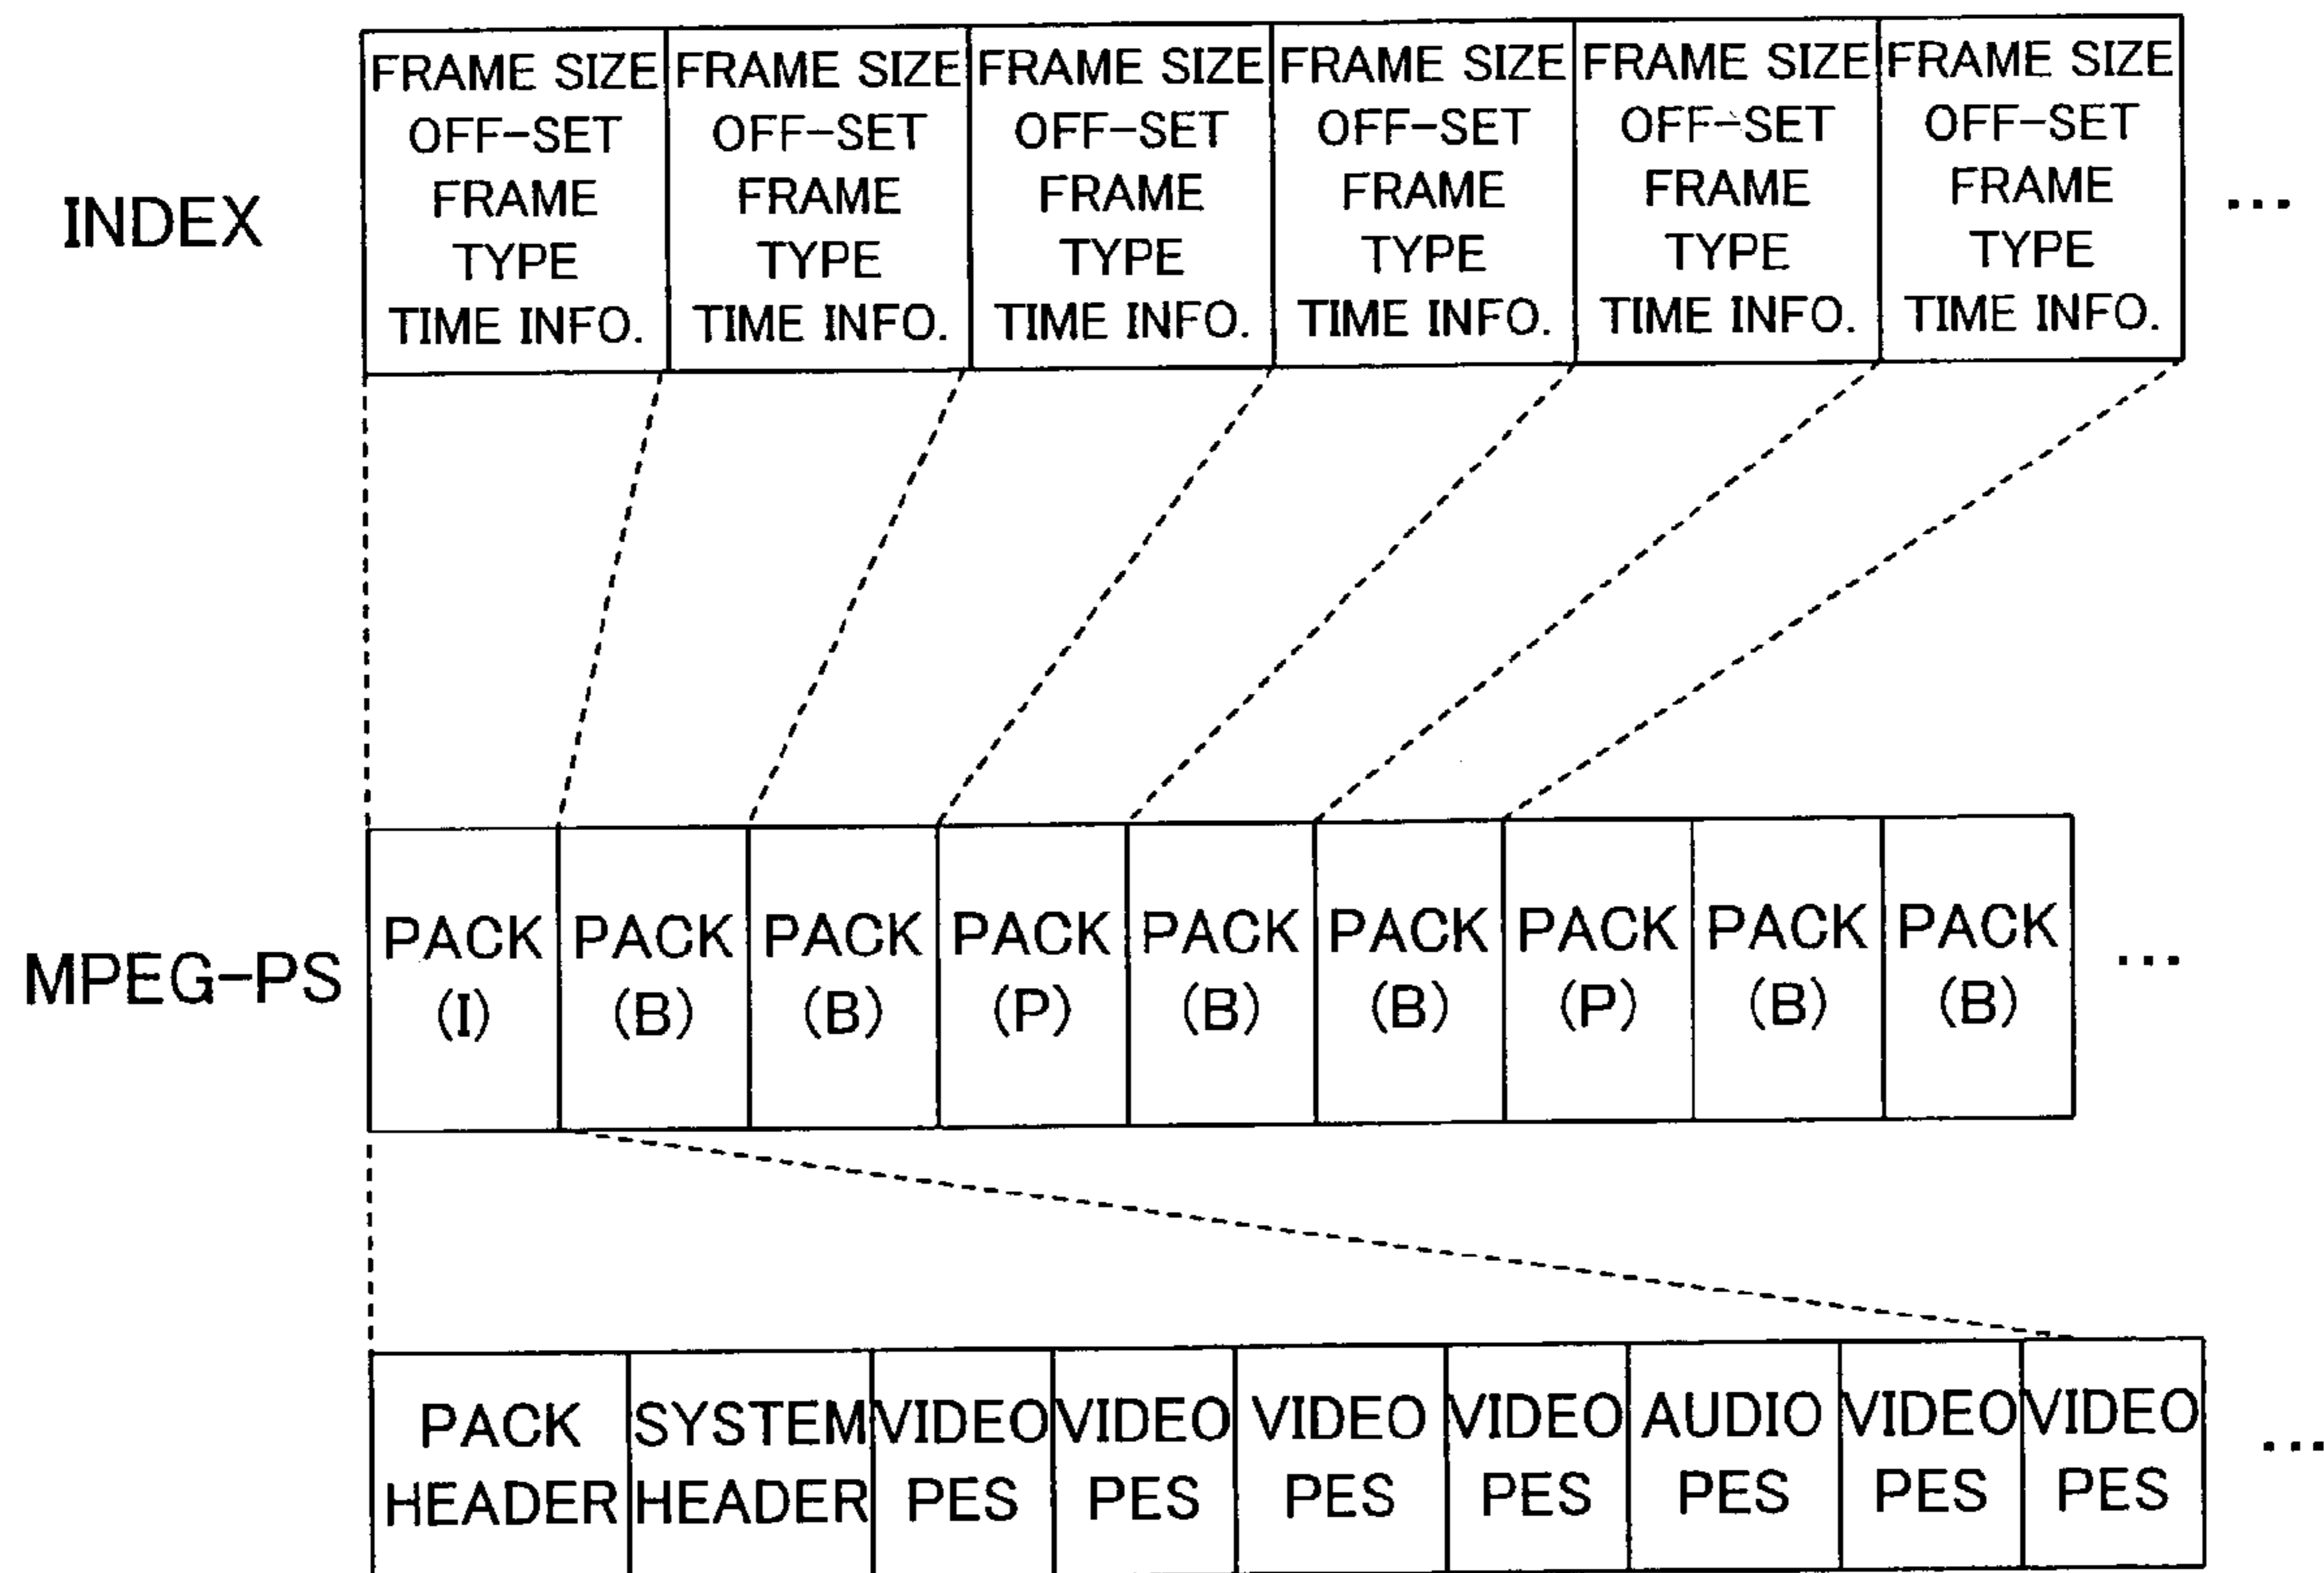 INDEX
FRAME SIZE
OFF-SET
FRAME
TYPE
TIME INFO.
FRAME SIZE
OFF-SET
FRAME
TYPE
TIME INFO.
FRAME SIZE
OFF-SET
FRAME
TYPE
TIME INFO.
FRAME SIZE
OFF-SET
FRAME
TYPE
TIME INFO.
FRAME SIZE
OFF-SET
FRAME
TYPE
TIME INFO.
FRAME SIZE
OFF-SET
FRAME
TYPE
TIME INFO.
...
MPEG-PS
PACK
(I)
PACK
(B)
PACK
(B)
PACK
(P)
PACK
(B)
PACK
(B)
PACK
(P)
PACK
(B)
PACK
(B)
...
PACK
HEADER
SYSTEM
HEADER
VIDEO
PES
VIDEO
PES
VIDEO
PES
VIDEO
PES
AUDIO
PES
VIDEO
PES
VIDEO
PES
...